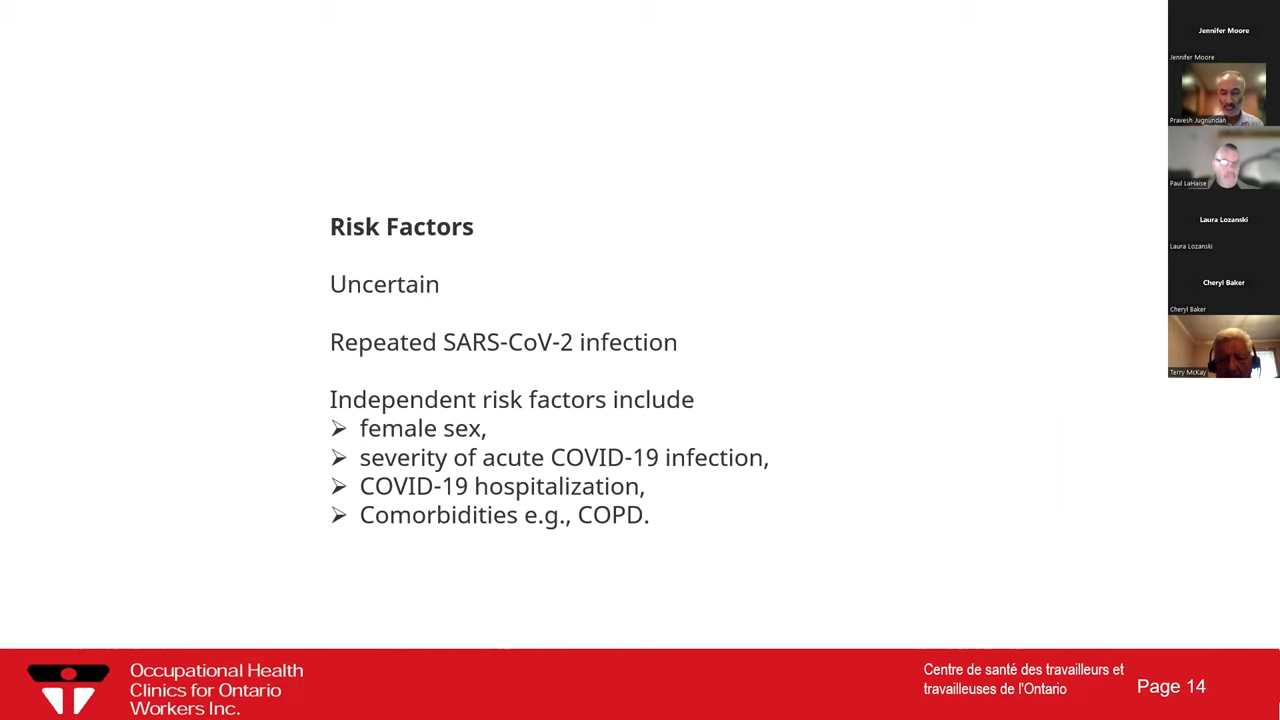 Risk Factors
Uncertain
Repeated SARS-CoV-2 infection
Independent risk factors include
➢ female sex,
➢ severity of acute COVID-19 infection,
➢ COVID-19 hospitalization,
➢ Comorbidities e.g., COPD.
Occupational Health
Clinics for Ontario
Workers Inc.
Centre de santé des travailleurs et
travailleuses de l'Ontario
Page 14
Jennifer Moore
Jennifer Moore
Pravesh Jugnundan
Paul LaHaise
Laura Lozanski
Laura Lozanski
Cheryl Baker
Cheryl Baker
Terry McKay